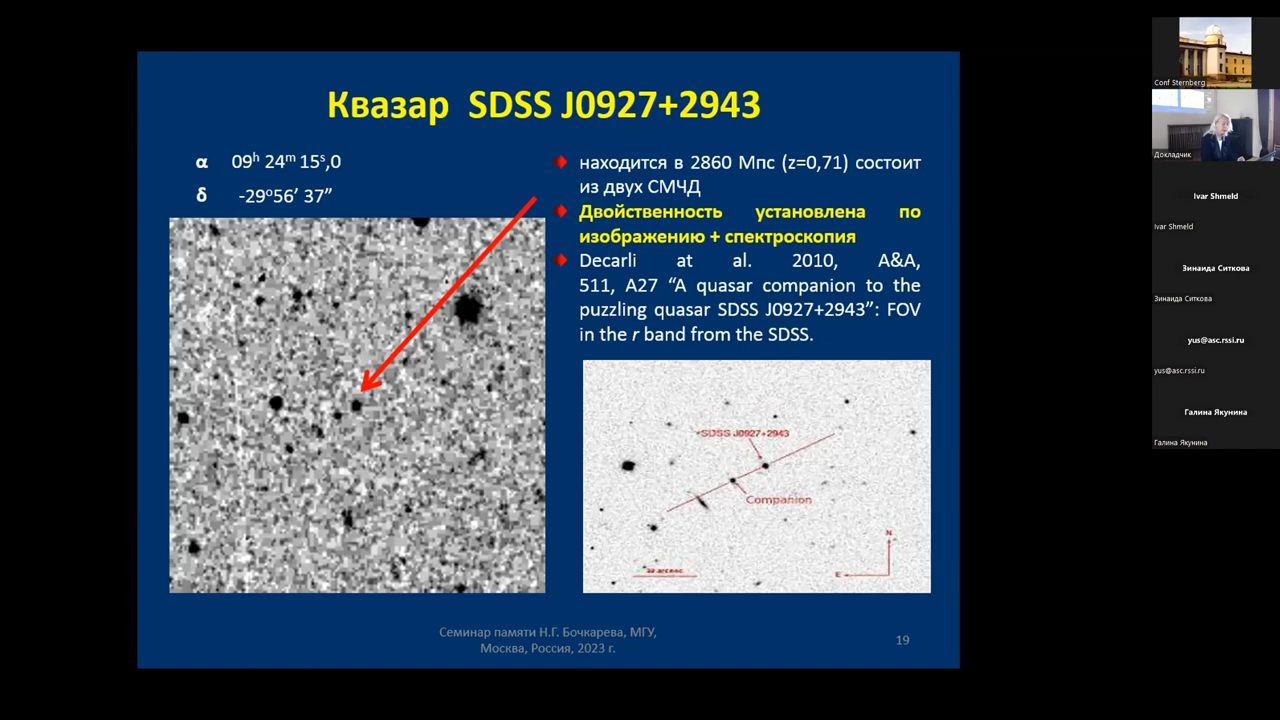 Квазар SDSS J0927+2943
α 09ʰ 24ᵐ 15ˢ,0
δ -29°56′ 37”
находится в 2860 Мпс (z=0,71) состоит
из двух СМЧД
Двойственность установлена по
изображению + спектроскопия
Decarli at al. 2010, A&A,
511, A27 “A quasar companion to the
puzzling quasar SDSS J0927+2943”: FOV
in the r band from the SDSS.
SDSS J0927+2943
Companion
N
E
Семинар памяти Н.Г. Бочкарева, МГУ,
Москва, Россия, 2023 г.
19
Conf Sternberg
Докладчик
Ivar Shmeld
Ivar Shmeld
Зинаида Ситкова
Зинаида Ситкова
yus@asc.rssi.ru
yus@asc.rssi.ru
Галина Якунина
Галина Якунина